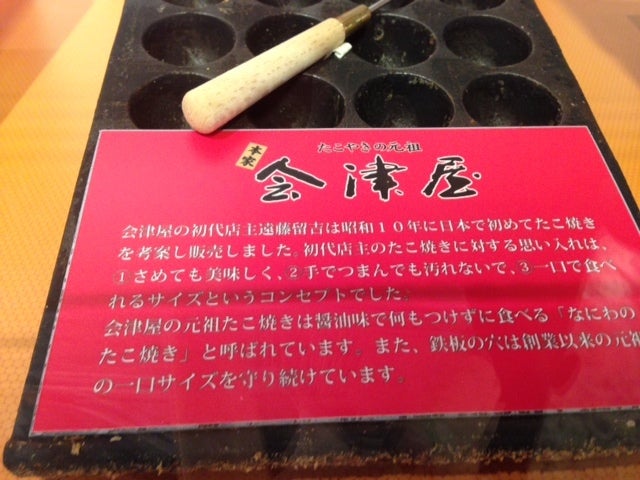 たこやきの元祖
本家
会津屋
会津屋の初代店主遠藤留吉は昭和10年に日本で初めてたこ焼き
を考案し販売しました。初代店主のたこ焼きに対する思い入れは、
①さめても美味しく、②手でつまんでも汚れないで、③一口で食べ
れるサイズというコンセプトでした。
会津屋の元祖たこ焼きは醤油味で何もつけずに食べる「なにわの
たこ焼き」と呼ばれています。また、鉄板の穴は創業以来の元祖
の一口サイズを守り続けています。